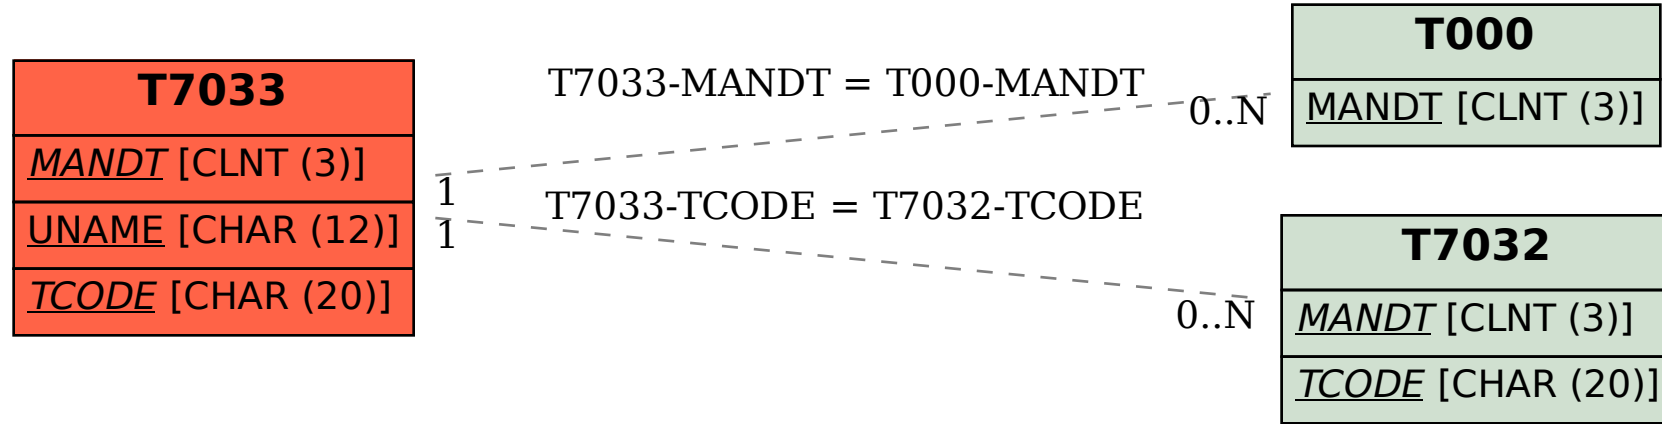 T7033
MANDT [CLNT (3)]
UNAME [CHAR (12)]
TCODE [CHAR (20)]
T7033-MANDT = T000-MANDT
0..N
1
T7033-TCODE = T7032-TCODE
1
0..N
T000
MANDT [CLNT (3)]
T7032
MANDT [CLNT (3)]
TCODE [CHAR (20)]